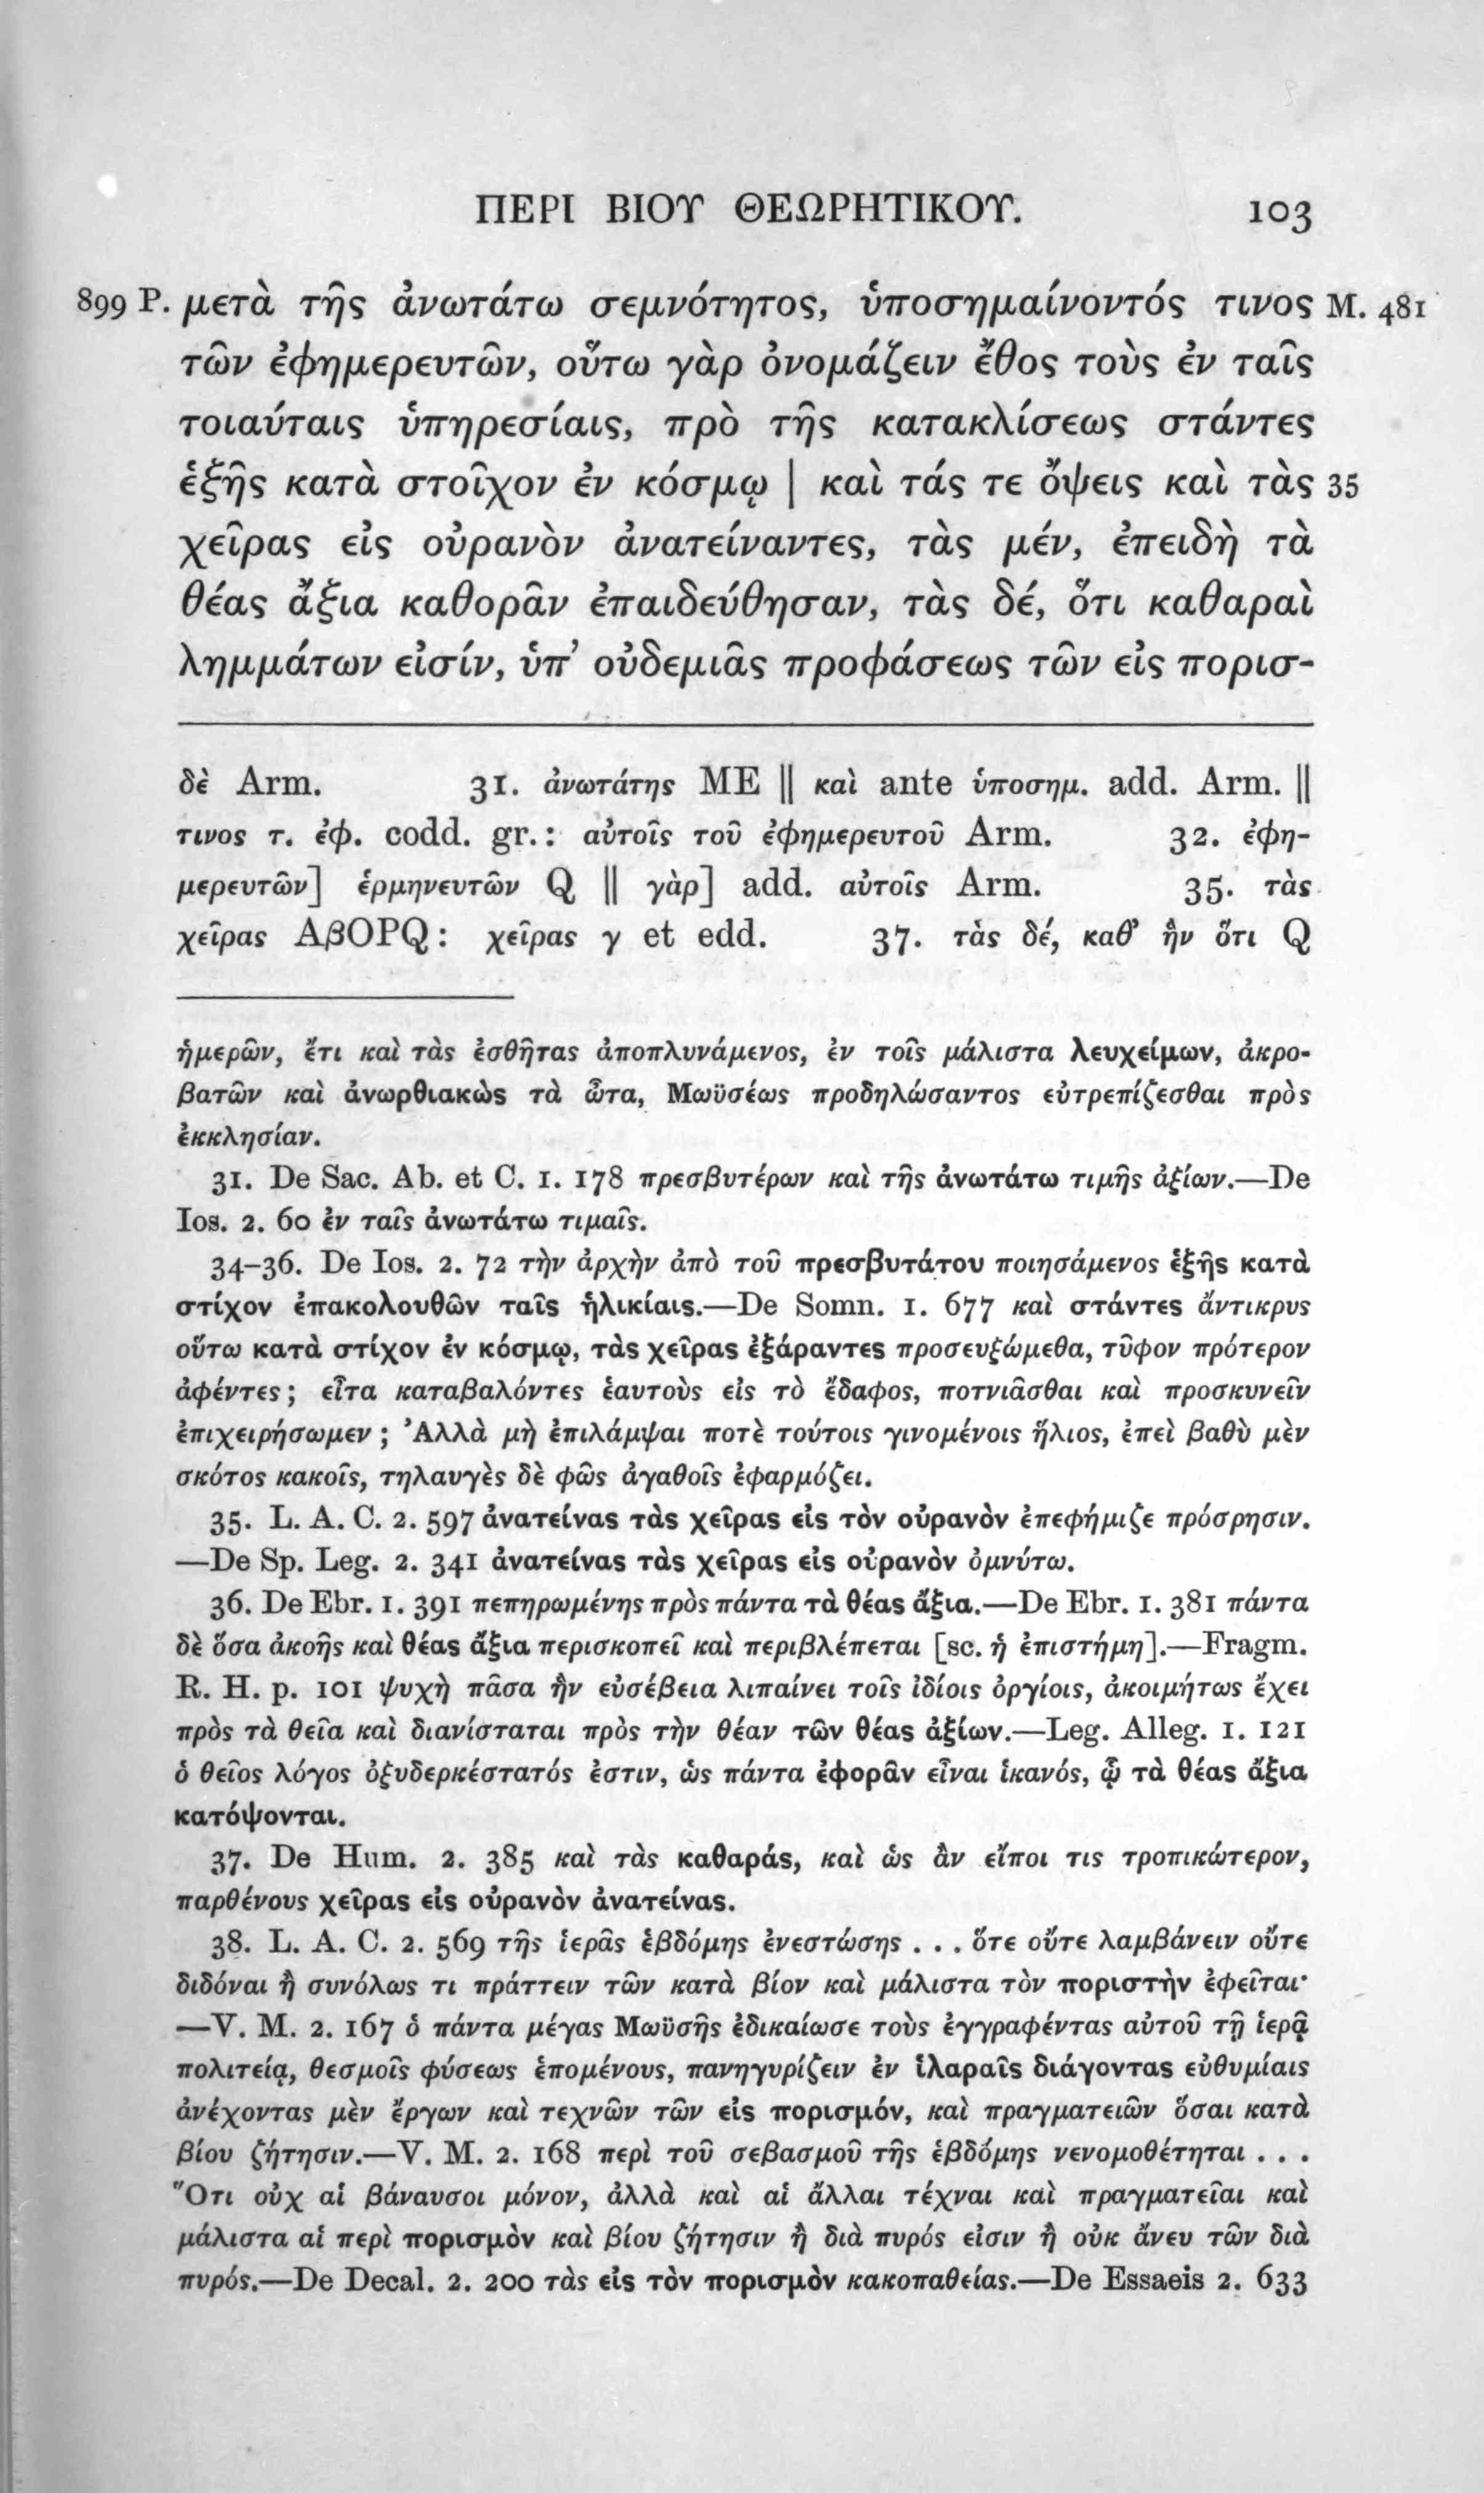 ΠΕΡΙ ΒΙΟΥ ΘΕΩΡΗΤΙΚΟΥ. 103
899 P. μετὰ τῆς ἀνωτάτω σεμνότητος, ὑποσημαίνοντός τινος M. 481
τῶν ἐφημερευτῶν, οὕτω γὰρ ὀνομάζειν ἔθος τοὺς ἐν ταῖς
τοιαύταις ὑπηρεσίαις, πρὸ τῆς κατακλίσεως στάντες
ἑξῆς κατὰ στοῖχον ἐν κόσμῳ | καὶ τάς τε ὄψεις καὶ τὰς 35
χεῖρας εἰς οὐρανὸν ἀνατείναντες, τὰς μέν, ἐπειδὴ τὰ
θέας ἄξια καθορᾶν ἐπαιδεύθησαν, τὰς δέ, ὅτι καθαραὶ
λημμάτων εἰσίν, ὑπ’ οὐδεμιᾶς προφάσεως τῶν εἰς πορισ-
δὲ Arm. 31. ἀνωτάτης ME || καὶ ante ὑποσημ. add. Arm. ||
τινος τ. ἐφ. codd. gr.: αὐτοῖς τοῦ ἐφημερευτοῦ Arm. 32. ἐφη-
μερευτῶν] ἑρμηνευτῶν Q || γὰρ] add. αὐτοῖς Arm. 35. τὰς
χεῖρας ΑβOPQ: χεῖρας γ et edd. 37. τὰς δέ, καθ’ ἣν ὅτι Q
ἡμερῶν, ἔτι καὶ τὰς ἐσθῆτας ἀποπλυνάμενος, ἐν τοῖς μάλιστα λευχείμων, ἀκρο-
βατῶν καὶ ἀνωρθιακὼς τὰ ὦτα, Μωϋσέως προδηλώσαντος εὐτρεπίζεσθαι πρὸς
ἐκκλησίαν.
31. De Sac. Ab. et C. 1. 178 πρεσβυτέρων καὶ τῆς ἀνωτάτω τιμῆς ἀξίων.—De
Ios. 2. 60 ἐν ταῖς ἀνωτάτω τιμαῖς.
34-36. De Ios. 2. 72 τὴν ἀρχὴν ἀπὸ τοῦ πρεσβυτάτου ποιησάμενος ἑξῆς κατὰ
στίχον ἐπακολουθῶν ταῖς ἡλικίαις.—De Somn. 1. 677 καὶ στάντες ἄντικρυς
οὕτω κατὰ στίχον ἐν κόσμῳ, τὰς χεῖρας ἐξάραντες προσευξώμεθα, τῦφον πρότερον
ἀφέντες; εἶτα καταβαλόντες ἑαυτοὺς εἰς τὸ ἔδαφος, ποτνιᾶσθαι καὶ προσκυνεῖν
ἐπιχειρήσωμεν; Ἀλλὰ μὴ ἐπιλάμψαι ποτὲ τούτοις γινομένοις ἥλιος, ἐπεὶ βαθὺ μὲν
σκότος κακοῖς, τηλαυγὲς δὲ φῶς ἀγαθοῖς ἐφαρμόζει.
35. L. A. C. 2. 597 ἀνατείνας τὰς χεῖρας εἰς τὸν οὐρανὸν ἐπεφήμιζε πρόσρησιν.
—De Sp. Leg. 2. 341 ἀνατείνας τὰς χεῖρας εἰς οὐρανὸν ὀμνύτω.
36. De Ebr. 1. 391 πεπηρωμένης πρὸς πάντα τὰ θέας ἄξια.—De Ebr. 1. 381 πάντα
δὲ ὅσα ἀκοῆς καὶ θέας ἄξια περισκοπεῖ καὶ περιβλέπεται [sc. ἡ ἐπιστήμη].—Fragm.
R. H. p. 101 ψυχὴ πᾶσα ἣν εὐσέβεια λιπαίνει τοῖς ἰδίοις ὀργίοις, ἀκοιμήτως ἔχει
πρὸς τὰ θεῖα καὶ διανίσταται πρὸς τὴν θέαν τῶν θέας ἀξίων.—Leg. Alleg. 1. 121
ὁ θεῖος λόγος ὀξυδερκέστατός ἐστιν, ὡς πάντα ἐφορᾶν εἶναι ἱκανός, ᾧ τὰ θέας ἄξια
κατόψονται.
37. De Hum. 2. 385 καὶ τὰς καθαράς, καὶ ὡς ἂν εἴποι τις τροπικώτερον,
παρθένους χεῖρας εἰς οὐρανὸν ἀνατείνας.
38. L. A. C. 2. 569 τῆς ἱερᾶς ἑβδόμης ἐνεστώσης . . . ὅτε οὔτε λαμβάνειν οὔτε
διδόναι ἢ συνόλως τι πράττειν τῶν κατὰ βίον καὶ μάλιστα τὸν ποριστὴν ἐφεῖται·
—V. M. 2. 167 ὁ πάντα μέγας Μωϋσῆς ἐδικαίωσε τοὺς ἐγγραφέντας αὐτοῦ τῇ ἱερᾷ
πολιτείᾳ, θεσμοῖς φύσεως ἑπομένους, πανηγυρίζειν ἐν ἱλαραῖς διάγοντας εὐθυμίαις
ἀνέχοντας μὲν ἔργων καὶ τεχνῶν τῶν εἰς πορισμόν, καὶ πραγματειῶν ὅσαι κατὰ
βίου ζήτησιν.—V. M. 2. 168 περὶ τοῦ σεβασμοῦ τῆς ἑβδόμης νενομοθέτηται . . .
Ὅτι οὐχ αἱ βάναυσοι μόνον, ἀλλὰ καὶ αἱ ἄλλαι τέχναι καὶ πραγματεῖαι καὶ
μάλιστα αἱ περὶ πορισμὸν καὶ βίου ζήτησιν ἢ διὰ πυρός εἰσιν ἢ οὐκ ἄνευ τῶν διὰ
πυρός.—De Decal. 2. 200 τὰς εἰς τὸν πορισμὸν κακοπαθείας.—De Essaeis 2. 633